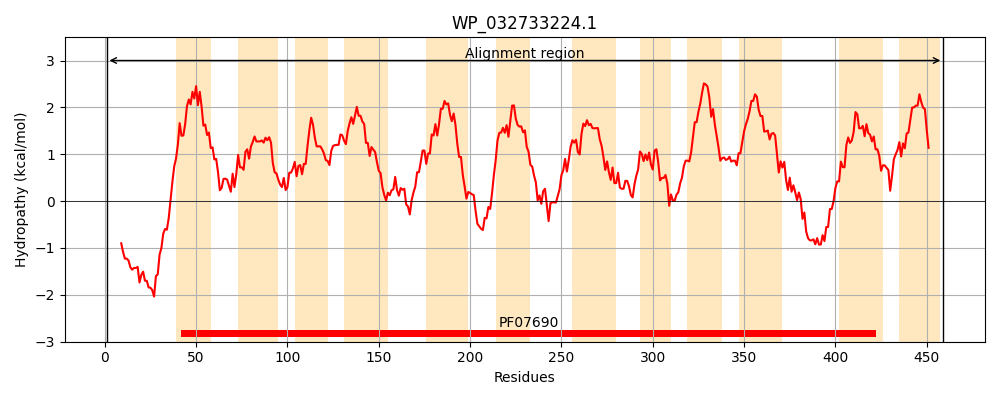 WP_032733224.1
Alignment region
Hydropathy (kcal/mol)
3
2
1
0
−1
−2
−3
PF07690
0 50 100 150 200 250 300 350 400 450
Residues